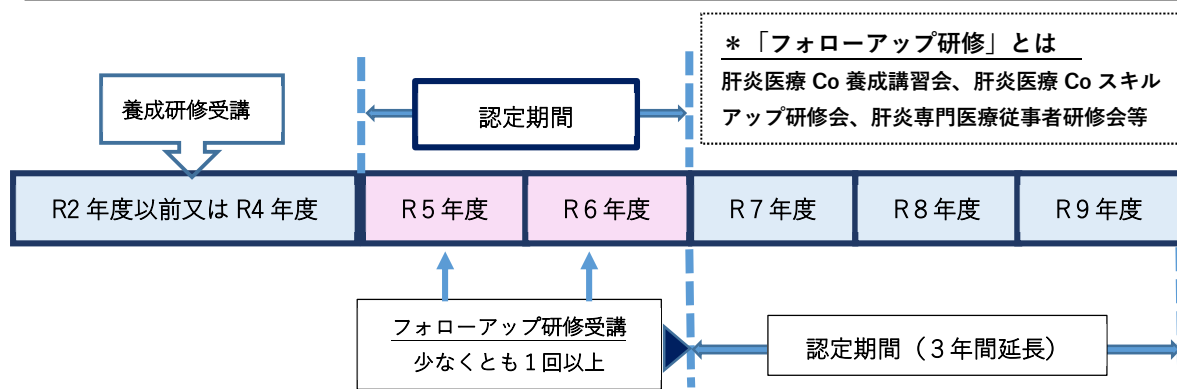 ＊「フォローアップ研修」とは
肝炎医療 Co 養成講習会、肝炎医療 Co スキル
アップ研修会、肝炎専門医療従事者研修会等
養成研修受講
認定期間
R2 年度以前又は R4 年度
R５年度
R６年度
R７年度
R８年度
R９年度
フォローアップ研修受講
少なくとも１回以上
認定期間（３年間延長）